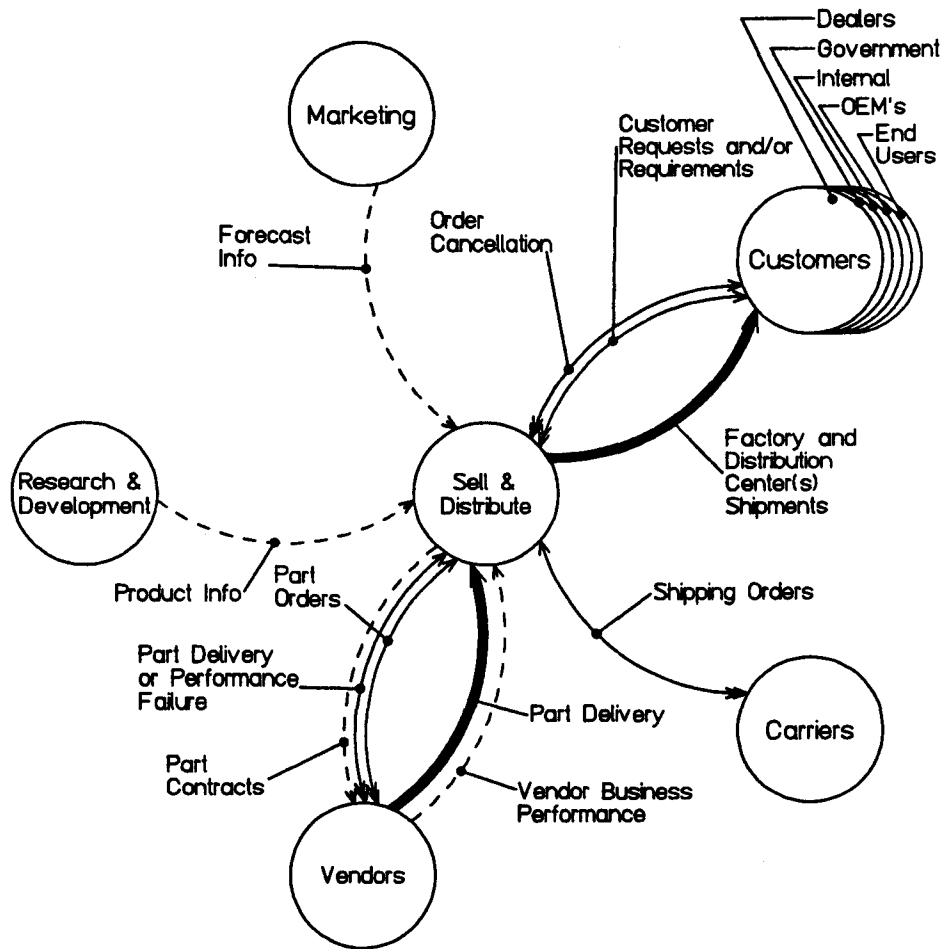 Dealers
Government
Internal
OEM's
End
Users
Marketing
Customer
Requests and/or
Requirements
Order
Cancellation
Forecast
Info
Customers
Research &
Development
Sell &
Distribute
Factory and
Distribution
Center(s)
Shipments
Product Info
Part
Orders
Shipping Orders
Part Delivery
or Performance
Failure
Part Delivery
Carriers
Part
Contracts
Vendor Business
Performance
Vendors